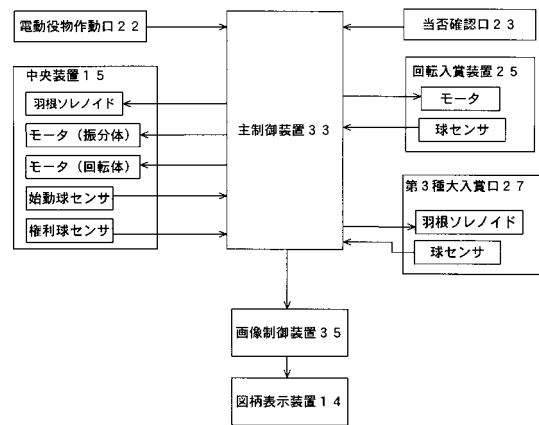 電動役物作動口２２
当否確認口２３
中央装置１５
羽根ソレノイド
モータ（振分体）
モータ（回転体）
始動球センサ
権利球センサ
主制御装置３３
回転入賞装置２５
モータ
球センサ
第３種大入賞口２７
羽根ソレノイド
球センサ
画像制御装置３５
図柄表示装置１４